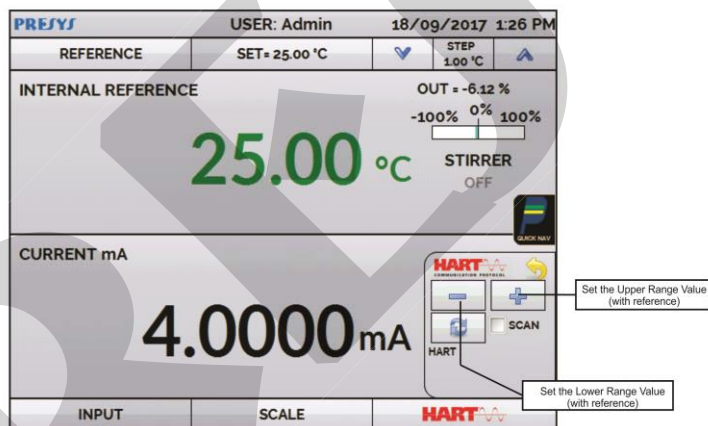 PRESYS USER: Admin 18/09/2017 1:26 PM
REFERENCE SET= 25.00 °C STEP
1.00 °C
INTERNAL REFERENCE OUT = -6.12 %
-100% 0% 100%
25.00 °C STIRRER
OFF
QUICK NAV
CURRENT mA
HART
COMMUNICATION PROTOCOL
Set the Upper Range Value
(with reference)
4.0000 mA SCAN
HART
Set the Lower Range Value
(with reference)
INPUT SCALE HART